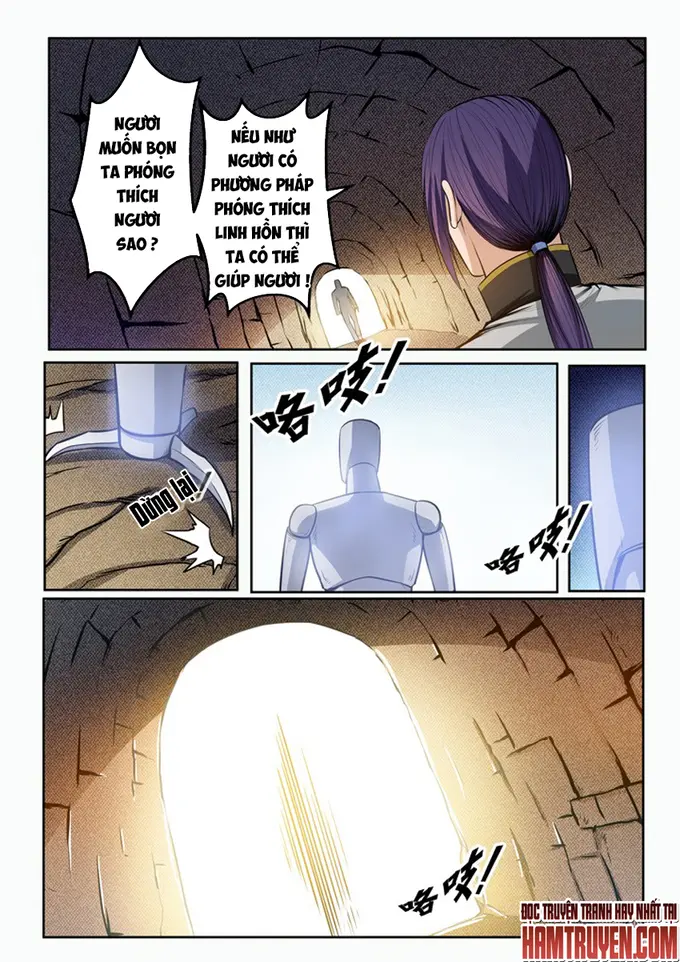 NGƯƠI
MUỐN BỌN
TA PHÓNG
THÍCH
NGƯƠI
SAO ?
NẾU NHƯ
NGƯƠI CÓ
PHƯƠNG PHÁP
PHÓNG THÍCH
LINH HỒN THÌ
TA CÓ THỂ
GIÚP NGƯƠI !
Dừng lại
咯吱!
咯吱!
咯吱!
ĐỌC TRUYỆN TRANH HAY NHẤT TẠI
HAMTRUYEN.COM